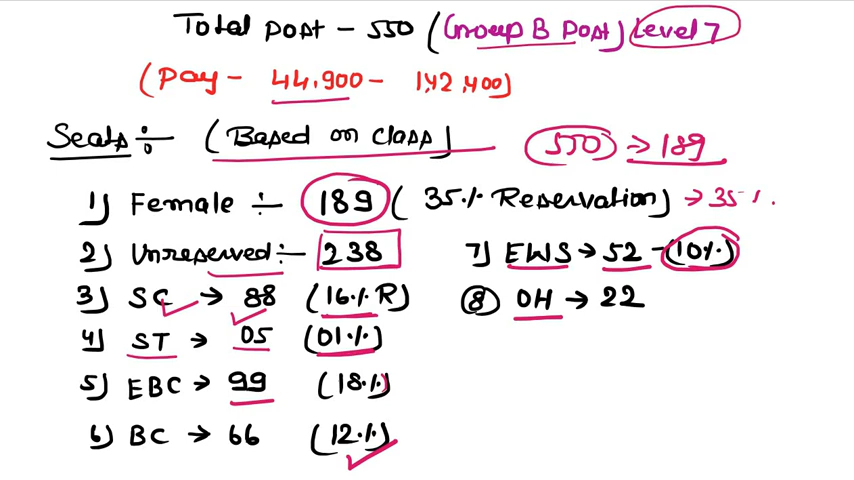 Total post - 550 (Group B Post) Level 7
(Pay - 44,900 - 1,42,400)
Seats ÷ (Based on class) 550 → 189
1) Female ÷ 189 ( 35% Reservation) → 35%.
2) Unreserved :- 238
3) SC → 88 (16% R)
4) ST → 05 (01%)
5) EBC → 99 (18%)
6) BC → 66 (12%)
7) EWS → 52 - (10%)
8 OH → 22